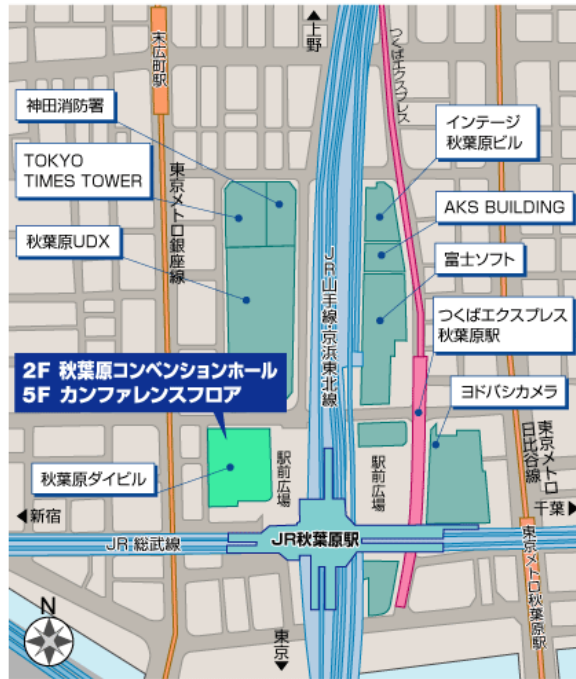 ▲
上野
末広町駅
つくばエクスプレス
神田消防署
インテージ
秋葉原ビル
TOKYO
TIMES TOWER
東京メトロ銀座線
AKS BUILDING
秋葉原UDX
富士ソフト
JR山手線・京浜東北線
つくばエクスプレス
秋葉原駅
2F 秋葉原コンベンションホール
5F カンファレンスフロア
ヨドバシカメラ
秋葉原ダイビル
駅前広場
駅前広場
東京メトロ
日比谷線
◀新宿
千葉▶
JR 総武線
JR秋葉原駅
東京メトロ秋葉原駅
N
東京
▼